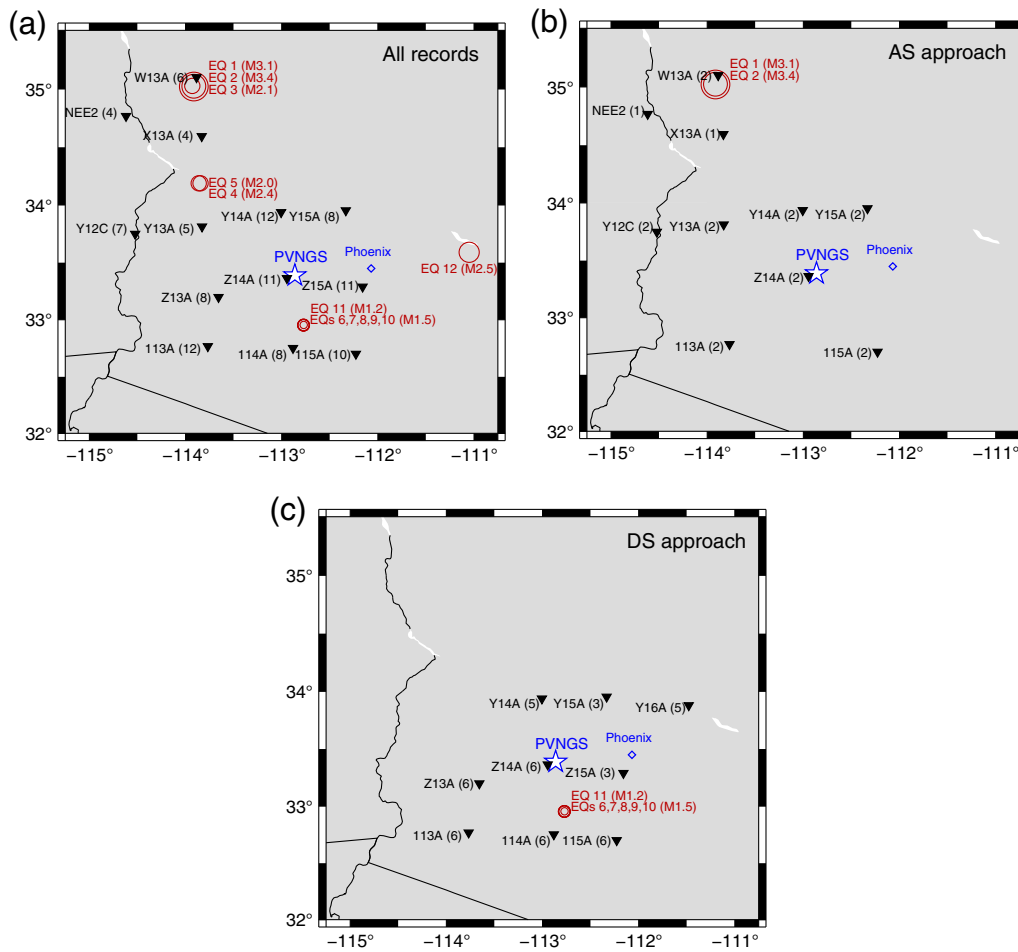 (a)
All records
EQ 1 (M3.1)
W13A (6)
EQ 2 (M3.4)
EQ 3 (M2.1)
NEE2 (4)
X13A (4)
EQ 5 (M2.0)
EQ 4 (M2.4)
Y14A (12)
Y15A (8)
Y12C (7)
Y13A (5)
PVNGS
Phoenix
EQ 12 (M2.5)
Z14A (11)
Z15A (11)
Z13A (8)
EQ 11 (M1.2)
EQs 6,7,8,9,10 (M1.5)
113A (12)
114A (8)
115A (10)
35°
34°
33°
32°
−115°
−114°
−113°
−112°
−111°
(b)
AS approach
EQ 1 (M3.1)
W13A (2)
EQ 2 (M3.4)
NEE2 (1)
X13A (1)
Y14A (2)
Y15A (2)
Y12C (2)
Y13A (2)
PVNGS
Phoenix
Z14A (2)
113A (2)
115A (2)
35°
34°
33°
32°
−115°
−114°
−113°
−112°
−111°
(c)
DS approach
Y14A (5)
Y15A (3)
Y16A (5)
PVNGS
Phoenix
Z14A (6)
Z15A (3)
Z13A (6)
EQ 11 (M1.2)
EQs 6,7,8,9,10 (M1.5)
113A (6)
114A (6)
115A (6)
35°
34°
33°
32°
−115°
−114°
−113°
−112°
−111°